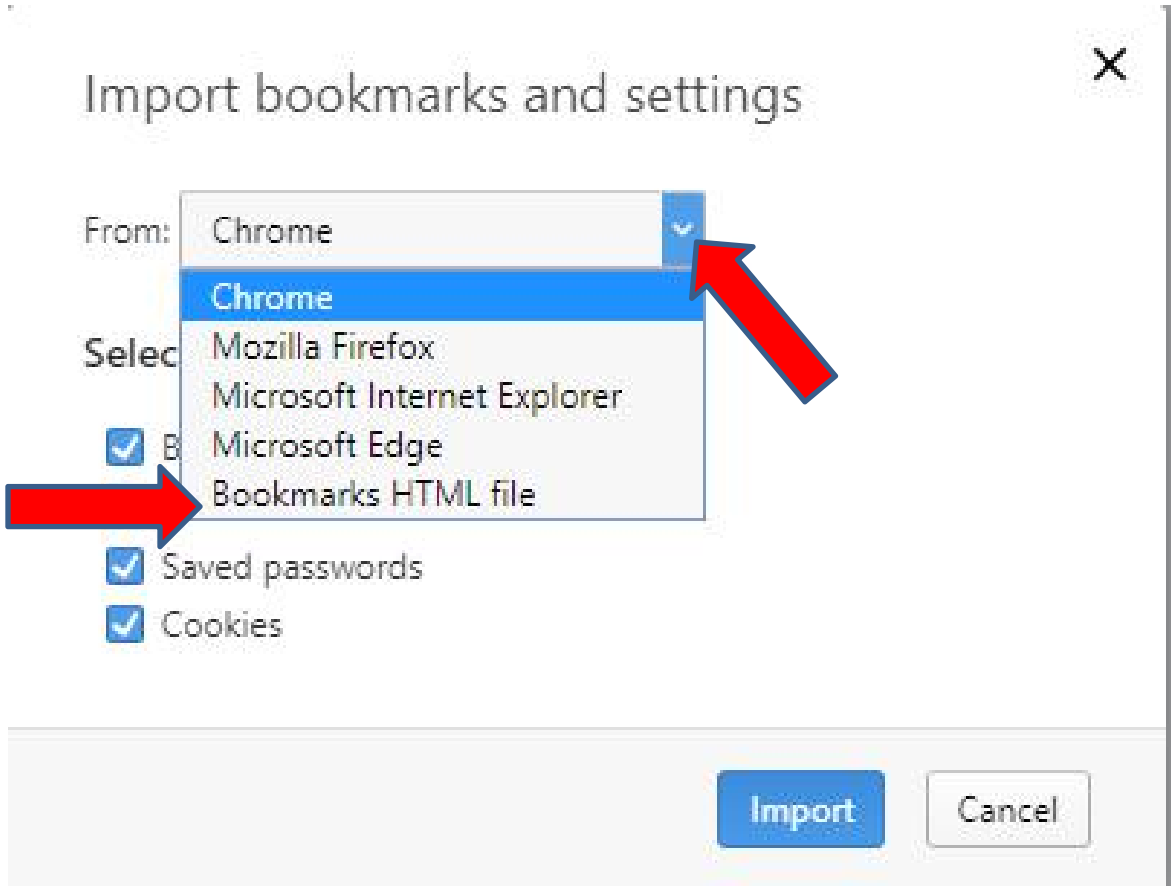 Import bookmarks and settings
From: Chrome
Chrome
Selec Mozilla Firefox
Microsoft Internet Explorer
B Microsoft Edge
Bookmarks HTML file
Saved passwords
Cookies
Import Cancel